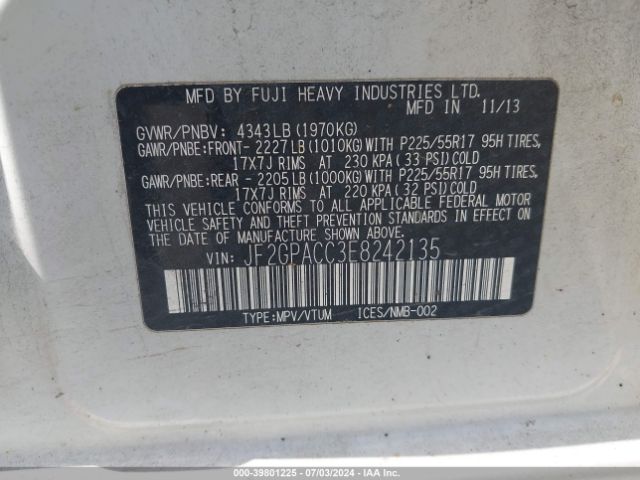 MFD BY FUJI HEAVY INDUSTRIES LTD.
MFD IN 11/13
GVWR/PNBV: 4343LB(1970KG)
GAWR/PNBE:FRONT- 2227LB(1010KG)WITH P225/55R17 95H TIRES,
17X7J RIMS AT 230 KPA(33 PSI)COLD
GAWR/PNBE:REAR - 2205LB(1000KG)WITH P225/55R17 95H TIRES,
17X7J RIMS AT 220 KPA(32 PSI)COLD
THIS VEHICLE CONFORMS TO ALL APPLICABLE FEDERAL MOTOR
VEHICLE SAFETY AND THEFT PREVENTION STANDARDS IN EFFECT ON
THE DATE OF MANUFACTURE SHOWN ABOVE.
VIN: JF2GPACC3E8242135
TYPE:MPV/VTUM ICES/NMB-002
000-39801225 - 07/03/2024 - IAA Inc.